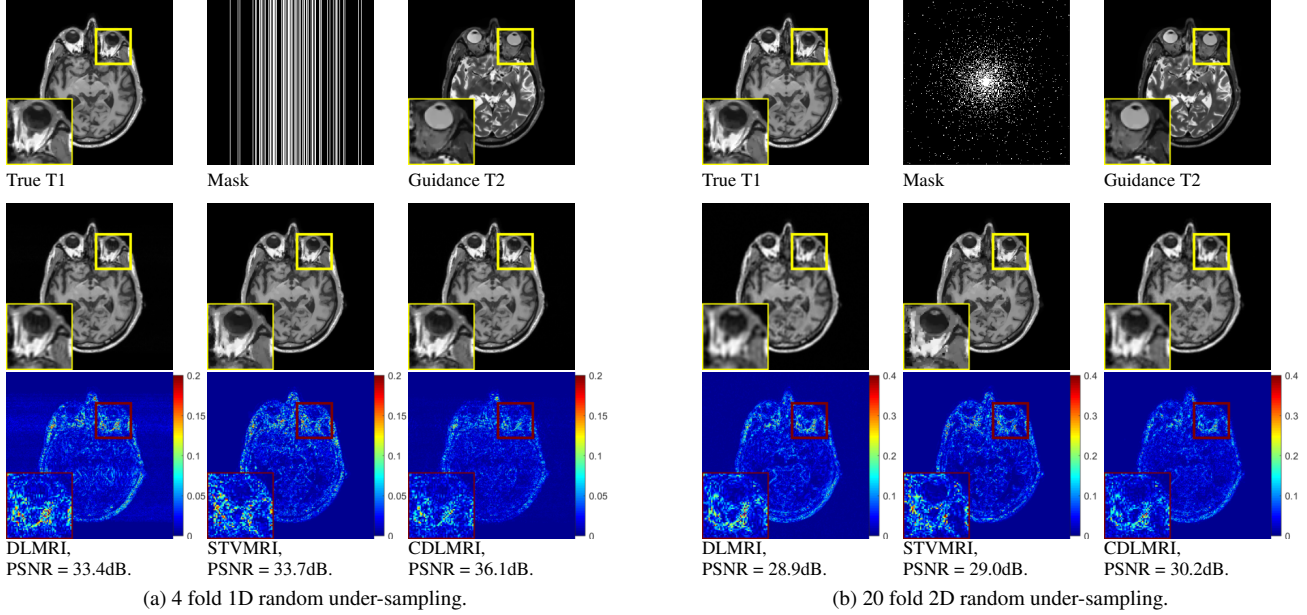 True T1
Mask
Guidance T2
0.2
0.15
0.1
0.05
0
0.2
0.15
0.1
0.05
0
0.2
0.15
0.1
0.05
0
DLMRI,
PSNR = 33.4dB.
STVMRI,
PSNR = 33.7dB.
CDLMRI,
PSNR = 36.1dB.
(a) 4 fold 1D random under-sampling.
True T1
Mask
Guidance T2
0.4
0.3
0.2
0.1
0
0.4
0.3
0.2
0.1
0
0.4
0.3
0.2
0.1
0
DLMRI,
PSNR = 28.9dB.
STVMRI,
PSNR = 29.0dB.
CDLMRI,
PSNR = 30.2dB.
(b) 20 fold 2D random under-sampling.